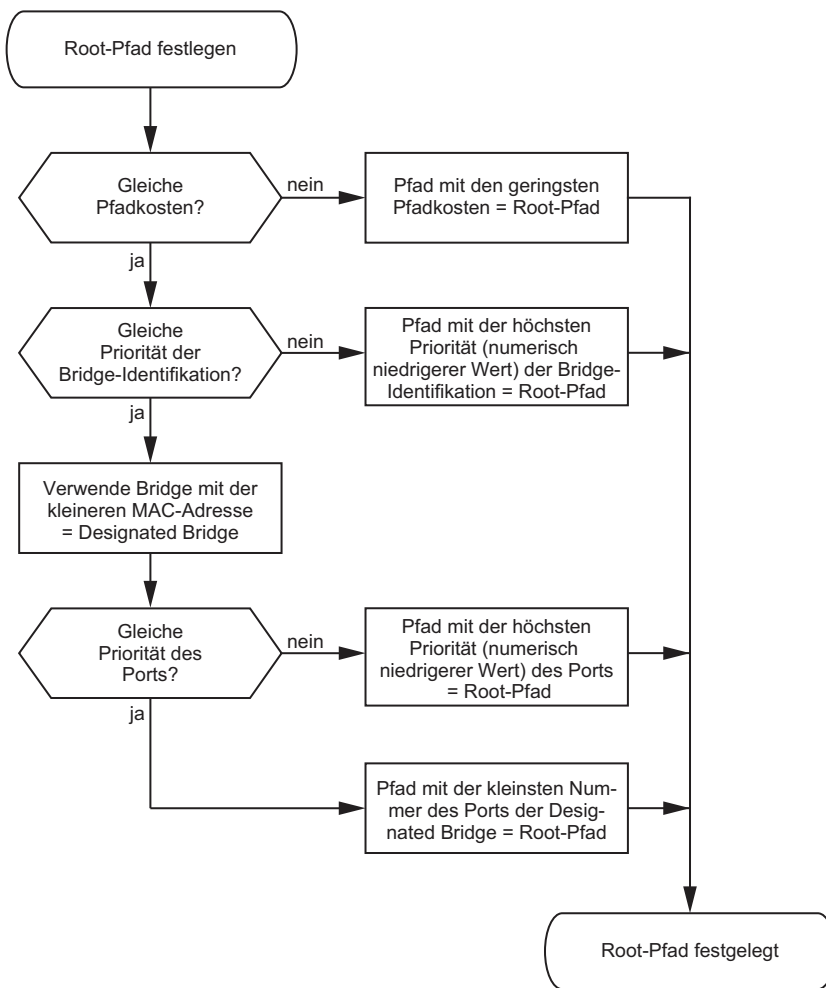 Root-Pfad festlegen
Gleiche
Pfadkosten?
nein
Pfad mit den geringsten
Pfadkosten = Root-Pfad
ja
Gleiche
Priorität der
Bridge-Identifikation?
nein
Pfad mit der höchsten
Priorität (numerisch
niedrigerer Wert) der Bridge-
Identifikation = Root-Pfad
ja
Verwende Bridge mit der
kleineren MAC-Adresse
= Designated Bridge
Gleiche
Priorität des
Ports?
nein
Pfad mit der höchsten
Priorität (numerisch
niedrigerer Wert) des Ports
= Root-Pfad
ja
Pfad mit der kleinsten Num-
mer des Ports der Desig-
nated Bridge = Root-Pfad
Root-Pfad festgelegt